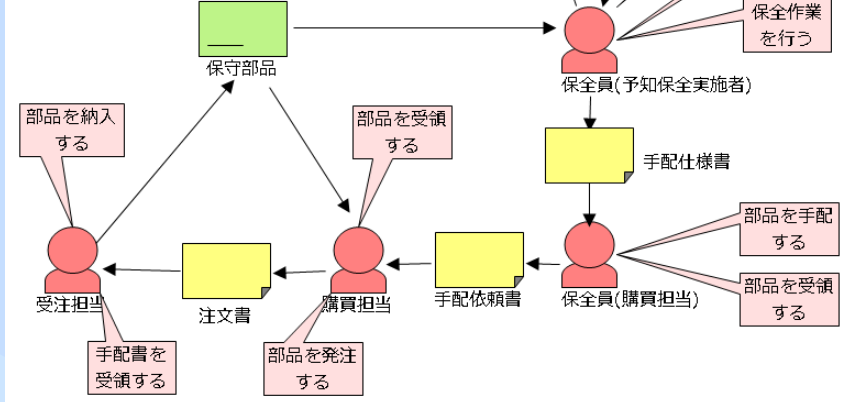 保全作業
を行う
保守部品
保全員(予知保全実施者)
部品を納入
する
部品を受領
する
手配仕様書
部品を手配
する
受注担当
注文書
購買担当
手配依頼書
保全員(購買担当)
部品を受領
する
手配書を
受領する
部品を発注
する